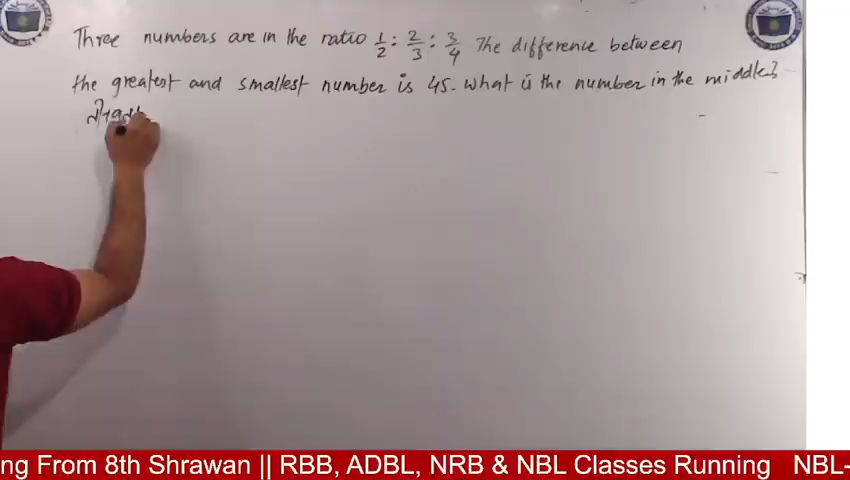 Three numbers are in the ratio 1/2 : 2/3 : 3/4 The difference between
the greatest and smallest number is 45. What is the number in the middle?
ng From 8th Shrawan || RBB, ADBL, NRB & NBL Classes Running NBL-